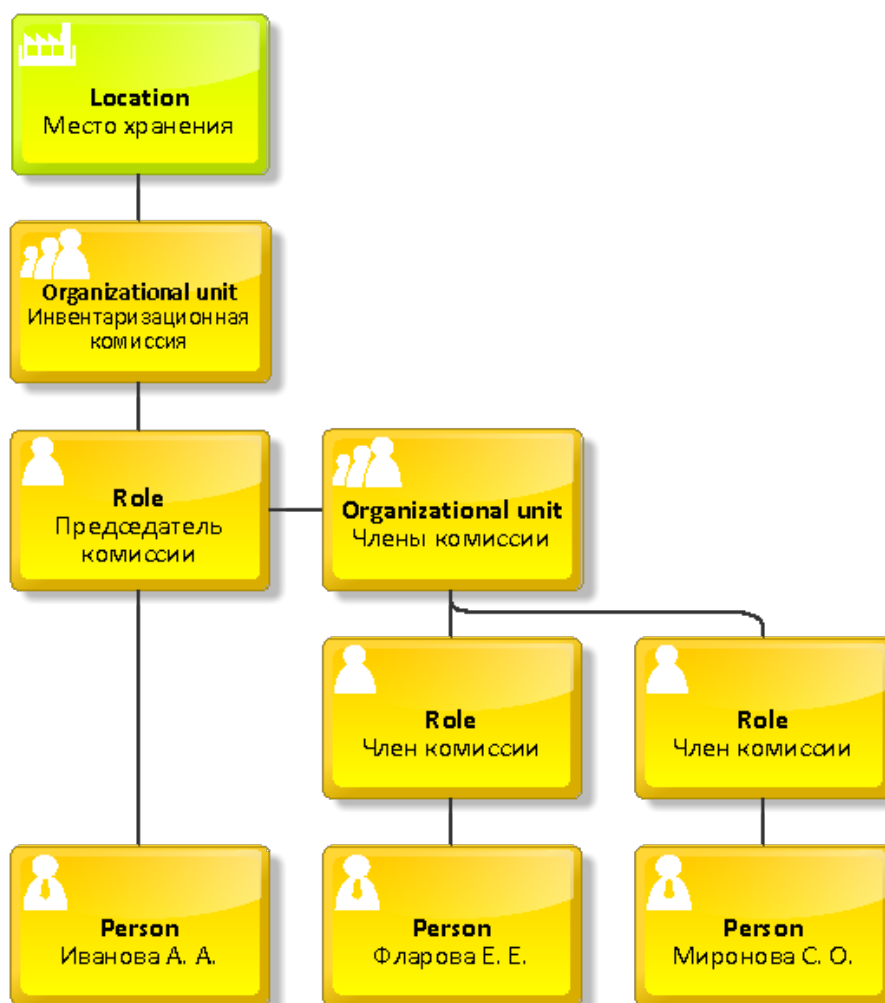 Location
Место хранения
Organizational unit
Инвентаризационная
комиссия
Role
Председатель
комиссии
Organizational unit
Члены комиссии
Role
Член комиссии
Role
Член комиссии
Person
Иванова А. А.
Person
Фларова Е. Е.
Person
Миронова С. О.